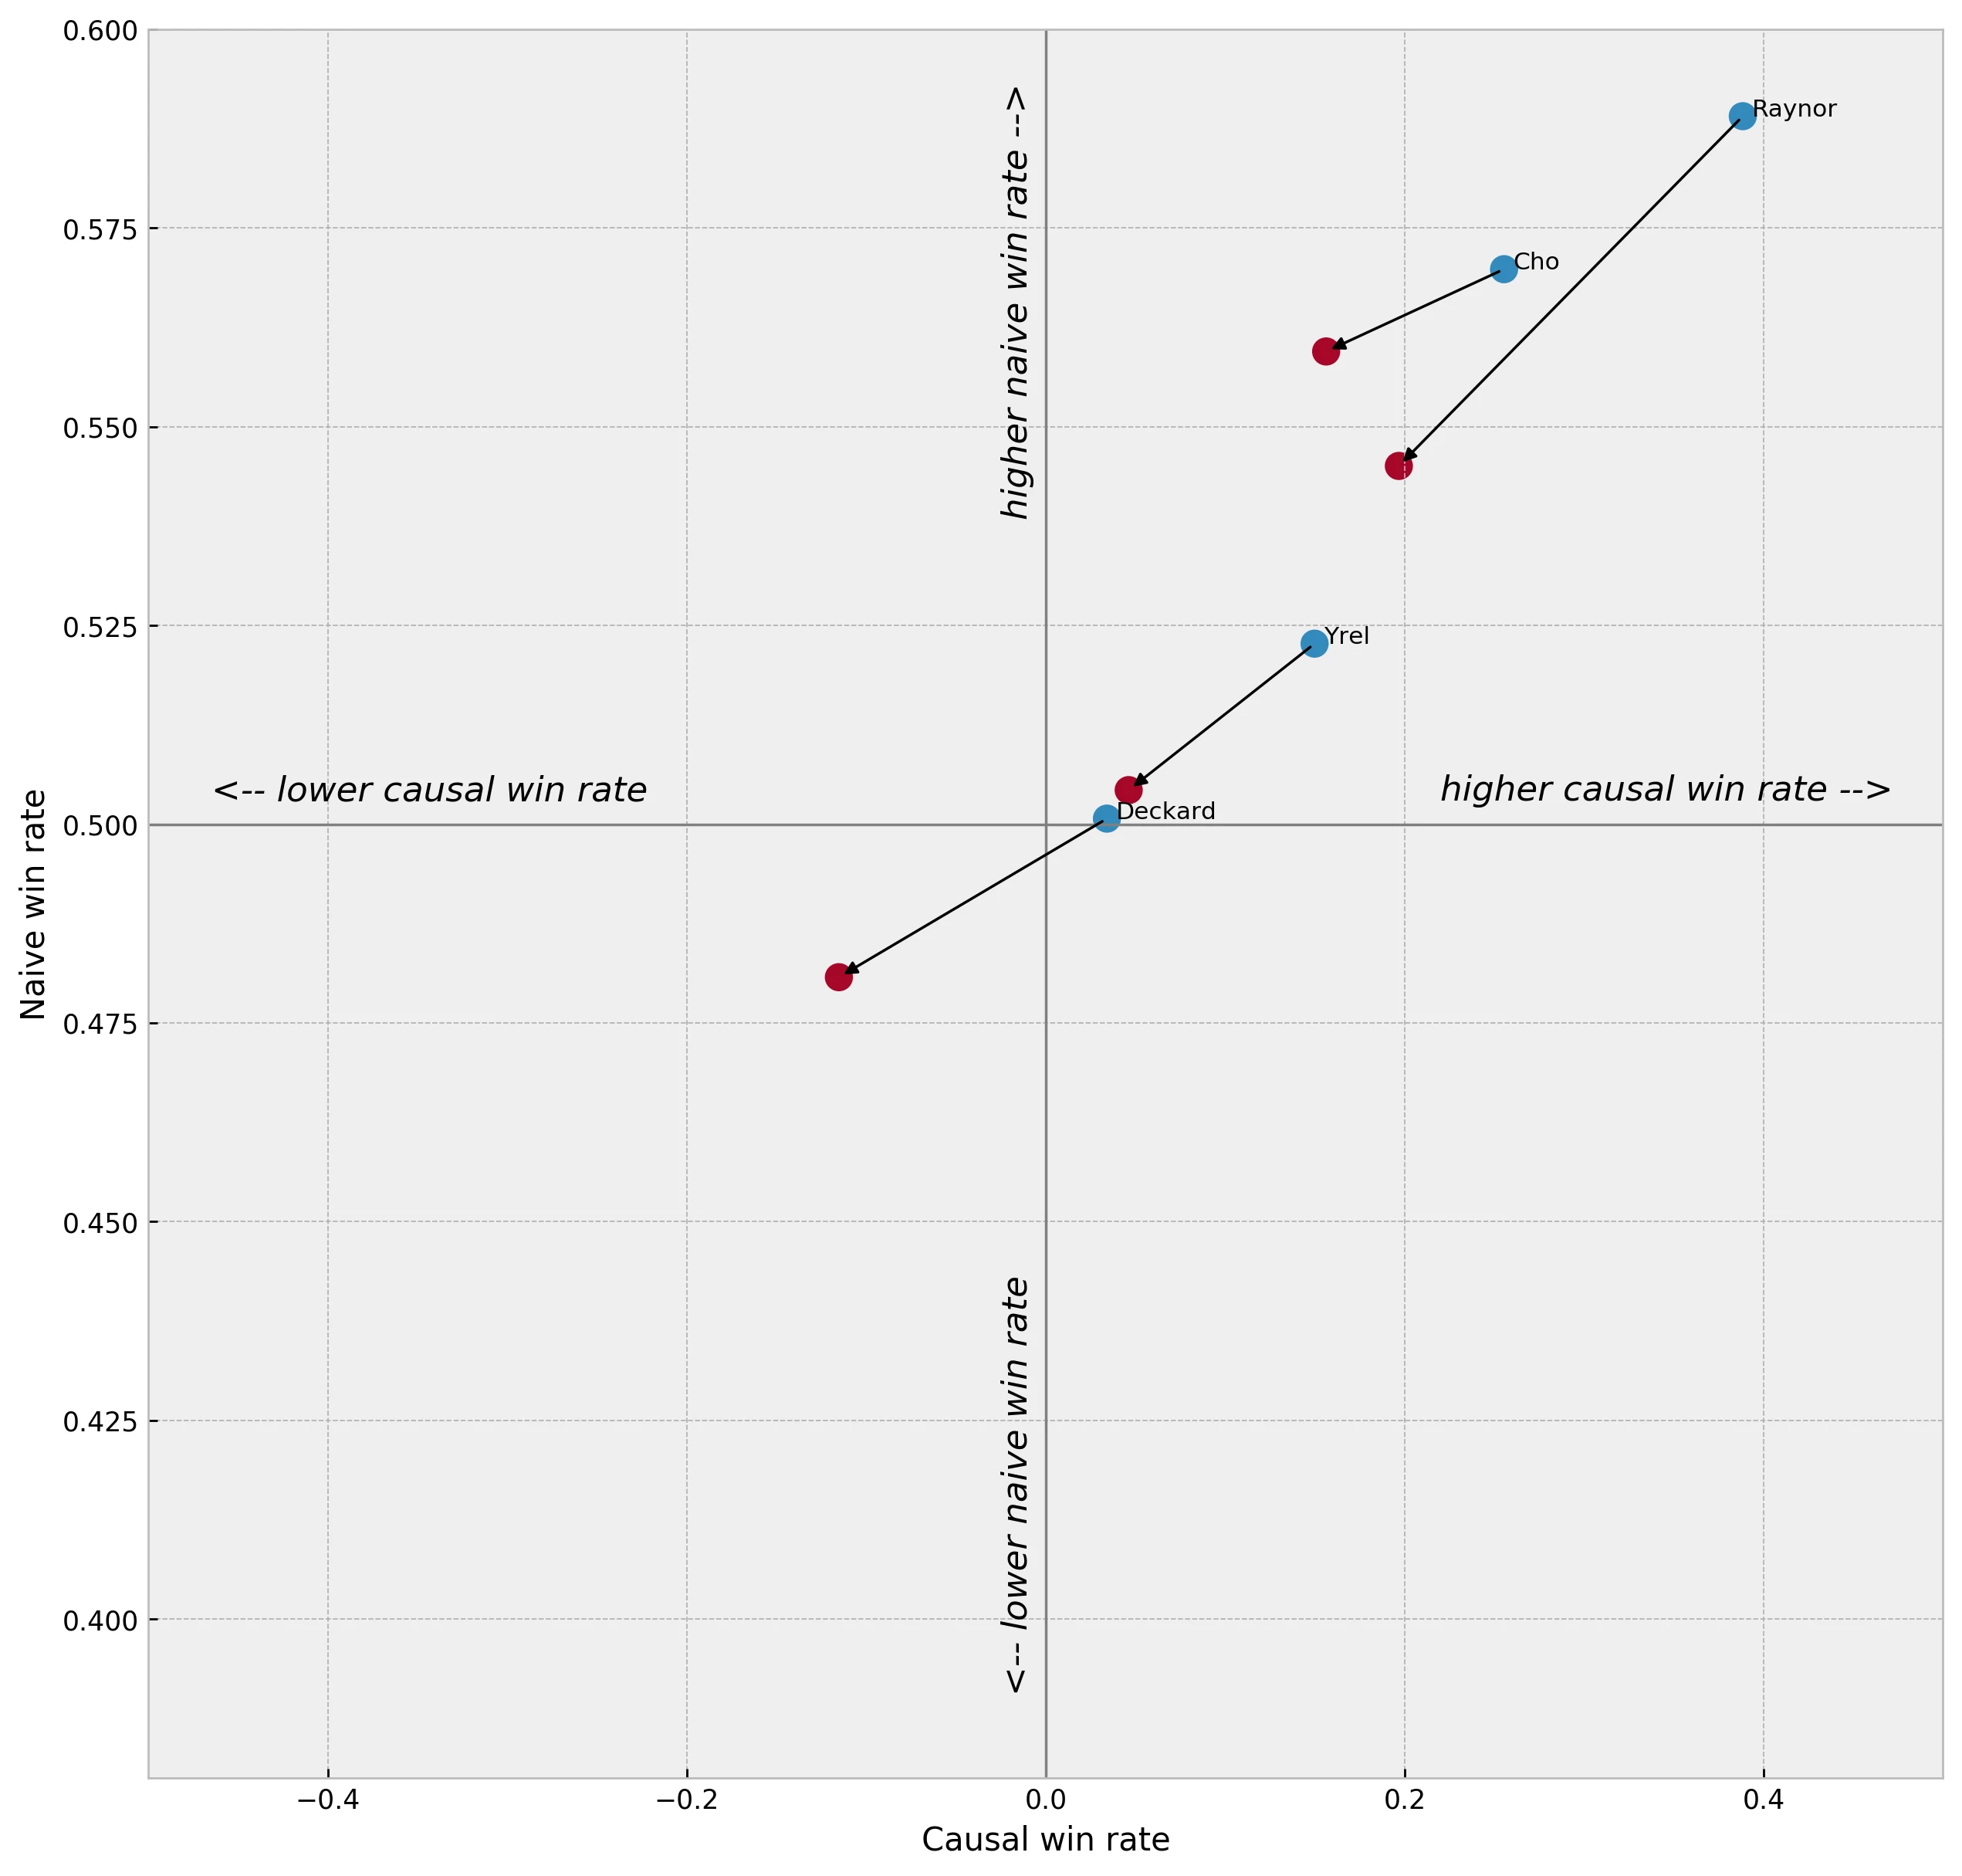 0.600
0.575
0.550
0.525
0.500
0.475
0.450
0.425
0.400
Naive win rate
higher naive win rate -->
<-- lower naive win rate
<-- lower causal win rate
higher causal win rate -->
Raynor
Cho
Yrel
Deckard
−0.4
−0.2
0.0
0.2
0.4
Causal win rate